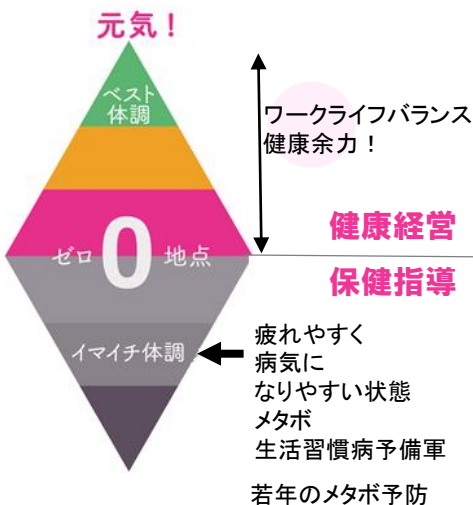 元気！
ベスト
体調
ワークライフバランス
健康余力！
ゼロ 0 地点
健康経営
保健指導
イマイチ体調
疲れやすく
病気に
なりやすい状態
メタボ
生活習慣病予備軍
若年のメタボ予防